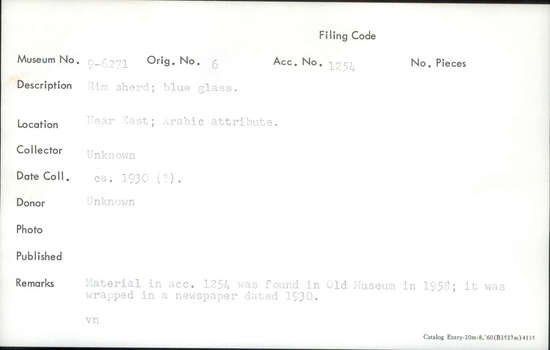 Filing Code
Museum No. 9-6271 Orig. No. 6 Acc. No. 1254 No. Pieces
Description Rim sherd; blue glass.
Location Near East; Arabic attribute.
Collector Unknown
Date Coll. ca. 1930 (?).
Donor Unknown
Photo
Published
Remarks Material in acc. 1254 was found in Old Museum in 1958; it was
wrapped in a newspaper dated 1930.
vn
Catalog Entry-20m-8,'60(B3527s4)4115